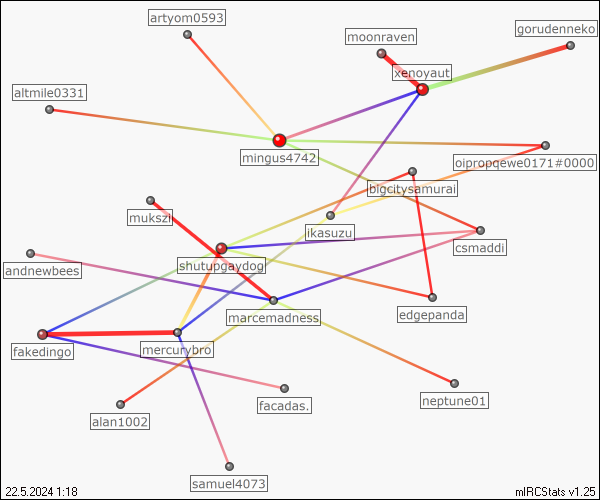 artyom0593
moonraven
gorudenneko
xenoyaut
altmile0331
mingus4742
oipropqewe0171#0000
bigcitysamurai
mukszi
ikasuzu
csmaddi
shutupgaydog
andnewbees
marcemadness
edgepanda
fakedingo
mercurybro
facadas.
neptune01
alan1002
samuel4073
22.5.2024 1:18
mIRCStats v1.25